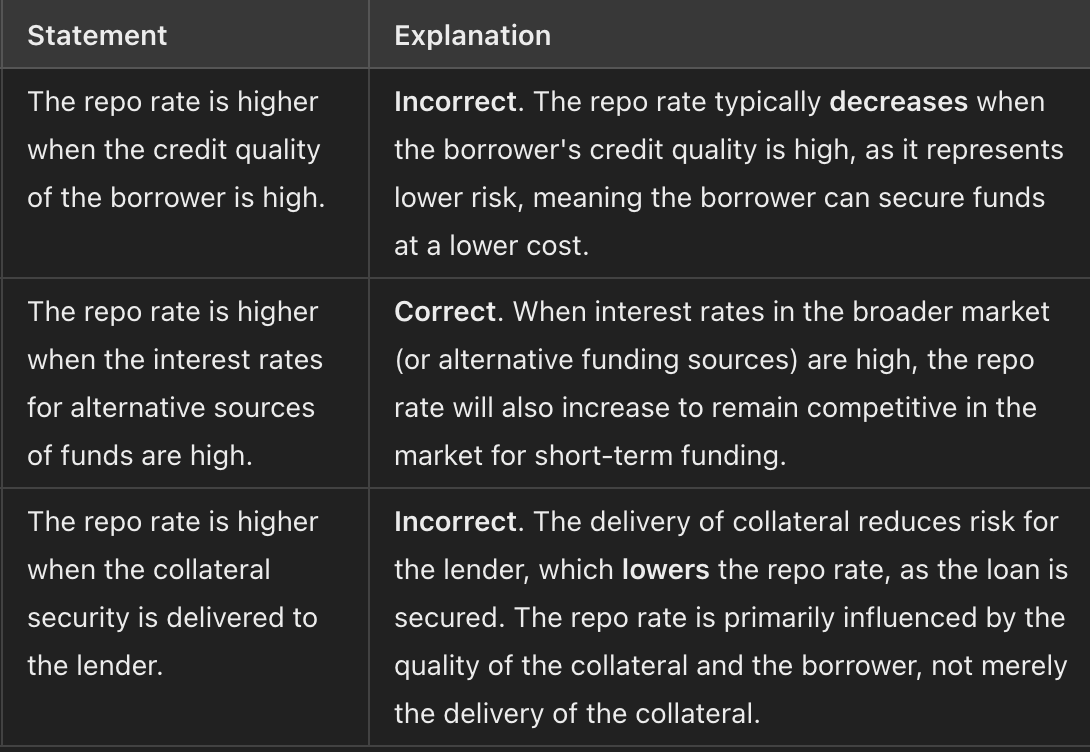 Statement
Explanation
The repo rate is higher
when the credit quality
of the borrower is high.
Incorrect. The repo rate typically decreases when
the borrower's credit quality is high, as it represents
lower risk, meaning the borrower can secure funds
at a lower cost.
The repo rate is higher
when the interest rates
for alternative sources
of funds are high.
Correct. When interest rates in the broader market
(or alternative funding sources) are high, the repo
rate will also increase to remain competitive in the
market for short-term funding.
The repo rate is higher
when the collateral
security is delivered to
the lender.
Incorrect. The delivery of collateral reduces risk for
the lender, which lowers the repo rate, as the loan is
secured. The repo rate is primarily influenced by the
quality of the collateral and the borrower, not merely
the delivery of the collateral.